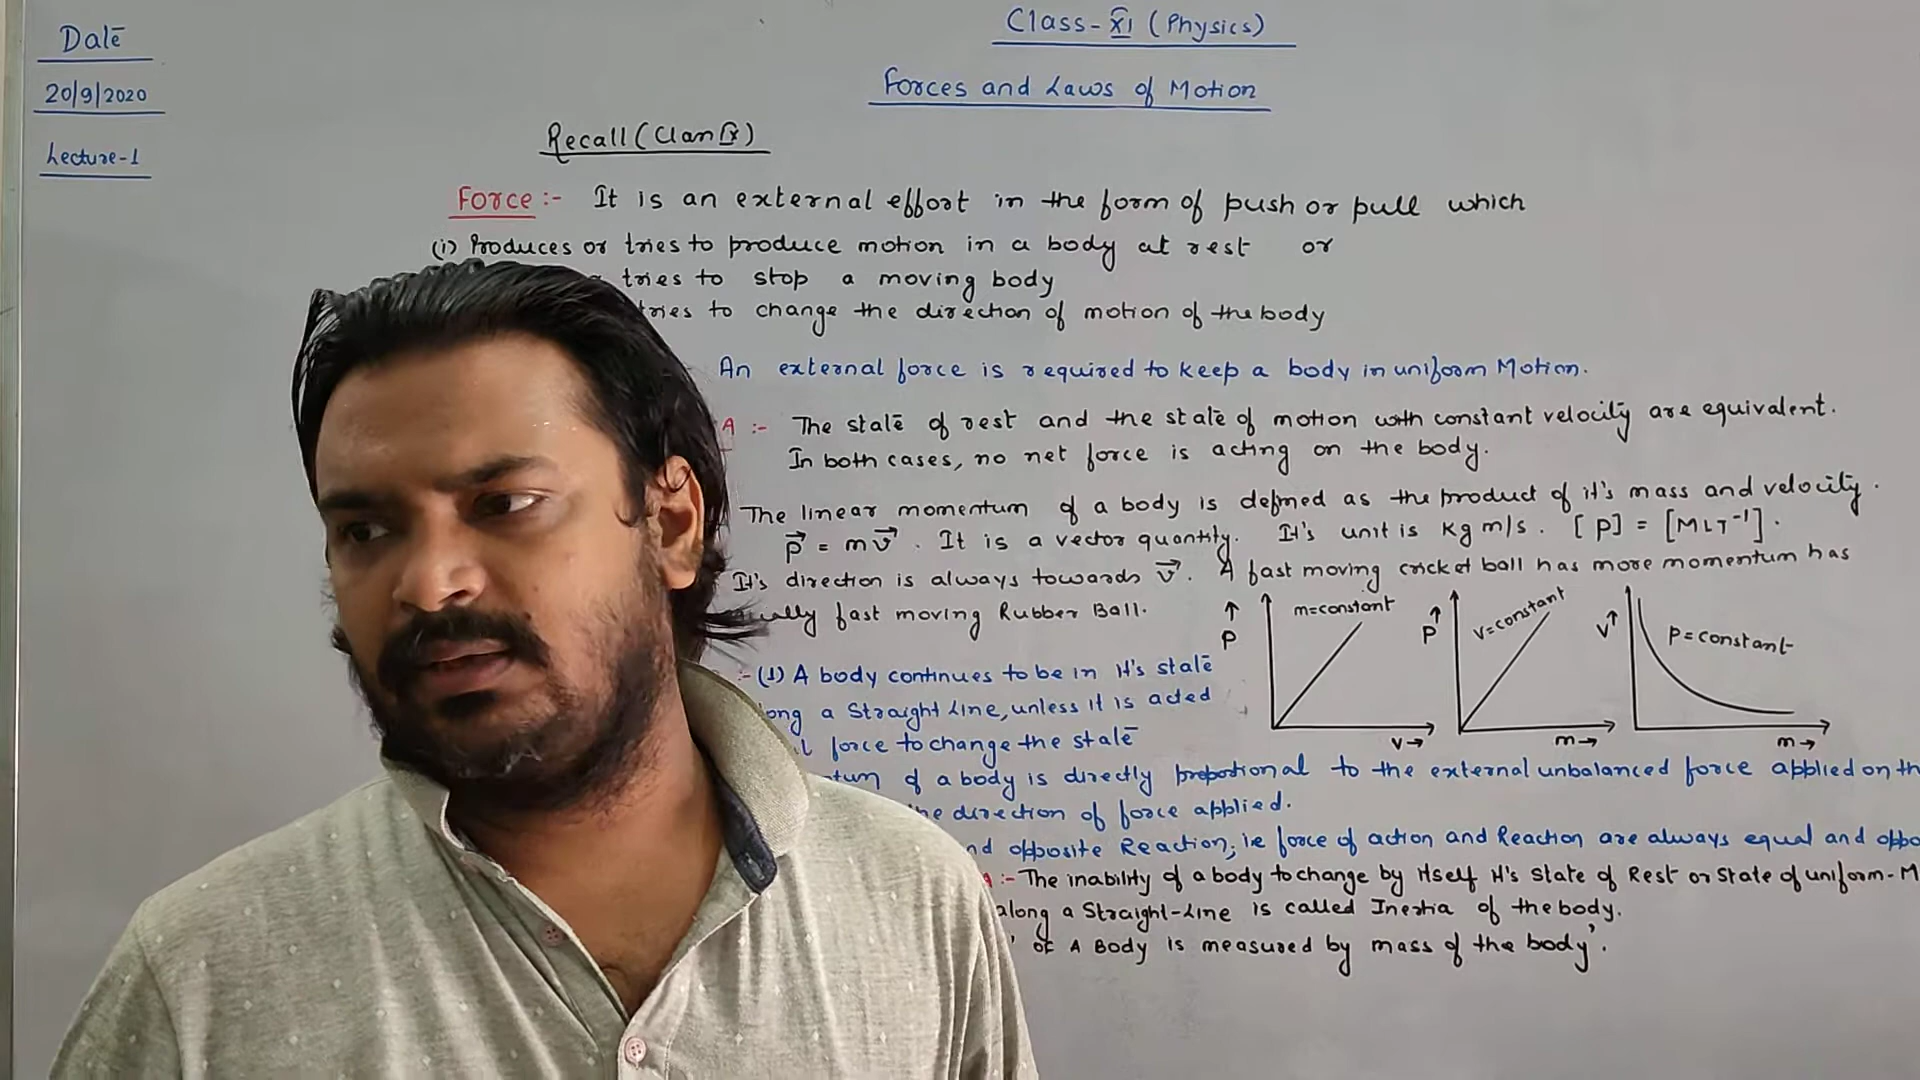 Date
20/9/2020
Lecture-1
Class-XI (Physics)
Forces and Laws of Motion
Recall (Class IX)
Force :- It is an external effort in the form of push or pull which
(i) Produces or tries to produce motion in a body at rest or
tries to stop a moving body
tries to change the direction of motion of the body
An external force is required to keep a body in uniform Motion.
A :- The state of rest and the state of motion with constant velocity are equivalent.
In both cases, no net force is acting on the body.
The linear momentum of a body is defined as the product of it's mass and velocity.
p = mv. It is a vector quantity. It's unit is kg m/s. [P] = [MLT⁻¹].
It's direction is always towards v. A fast moving cricket ball has more momentum has
fast moving Rubber Ball.
P↑ m=constant v→
P↑ v=constant m→
v↑ P=constant m→
:-(1) A body continues to be in it's state
a Straight Line, unless it is acted
force to change the state
of a body is directly proportional to the external unbalanced force applied on
direction of force applied.
opposite Reaction, ie force of action and Reaction are always equal and
:- The inability of a body to change by itself it's state of Rest or state of uniform-M
along a Straight-Line is called Inertia of the body.
' of A Body is measured by mass of the body'.